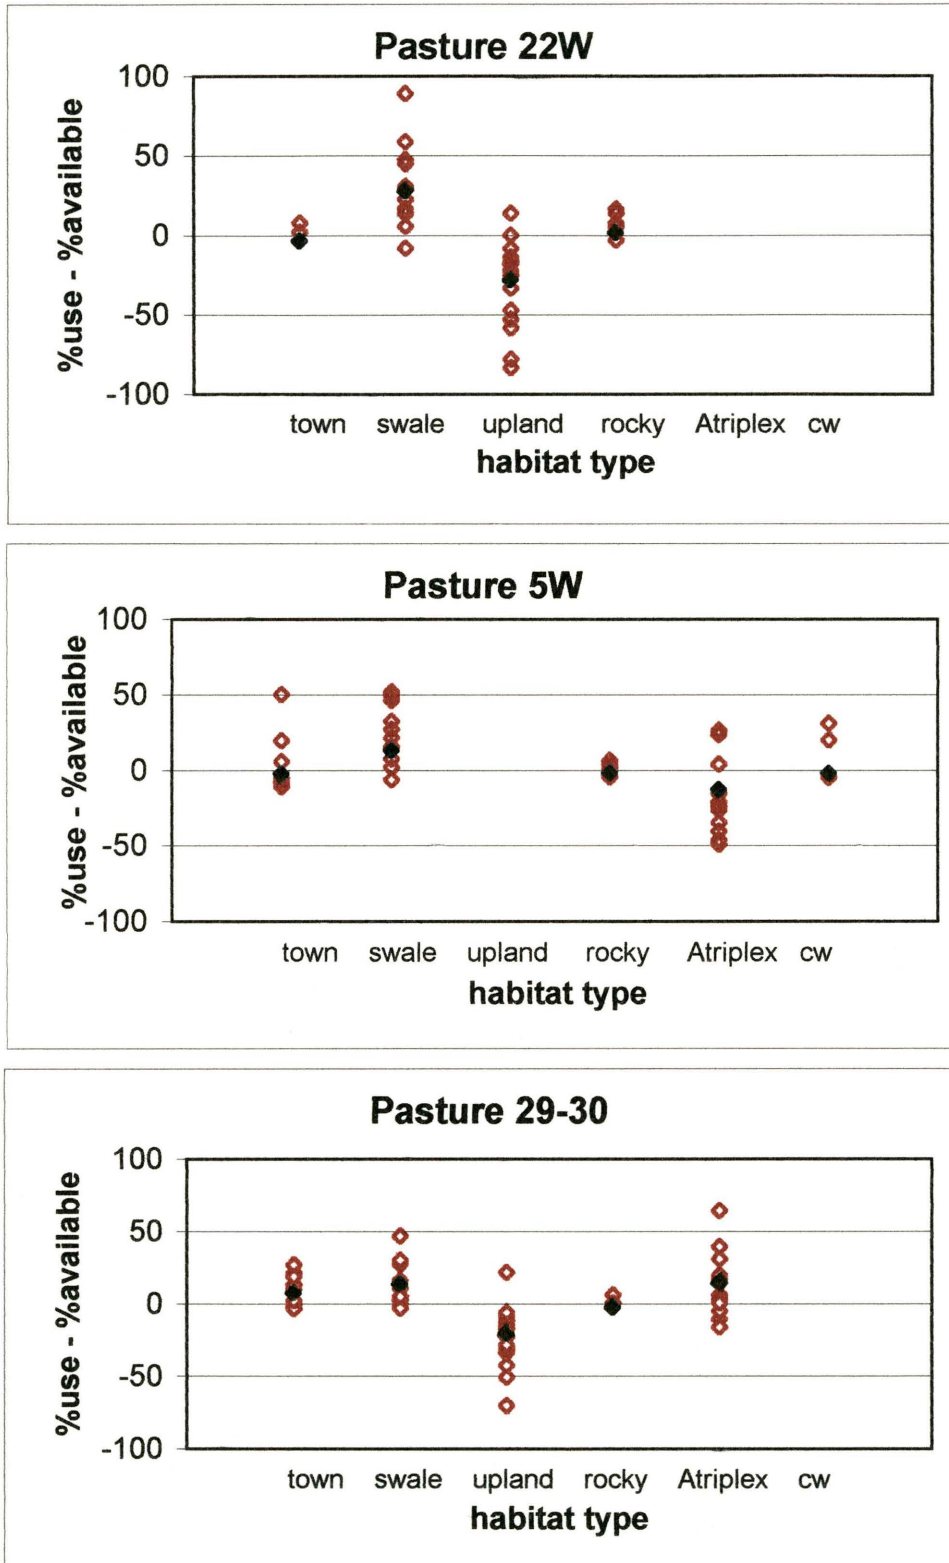 Pasture 22W
%use - %available
100
50
0
-50
-100
town swale upland rocky Atriplex cw
habitat type
Pasture 5W
%use - %available
100
50
0
-50
-100
town swale upland rocky Atriplex cw
habitat type
Pasture 29-30
%use - %available
100
50
0
-50
-100
town swale upland rocky Atriplex cw
habitat type